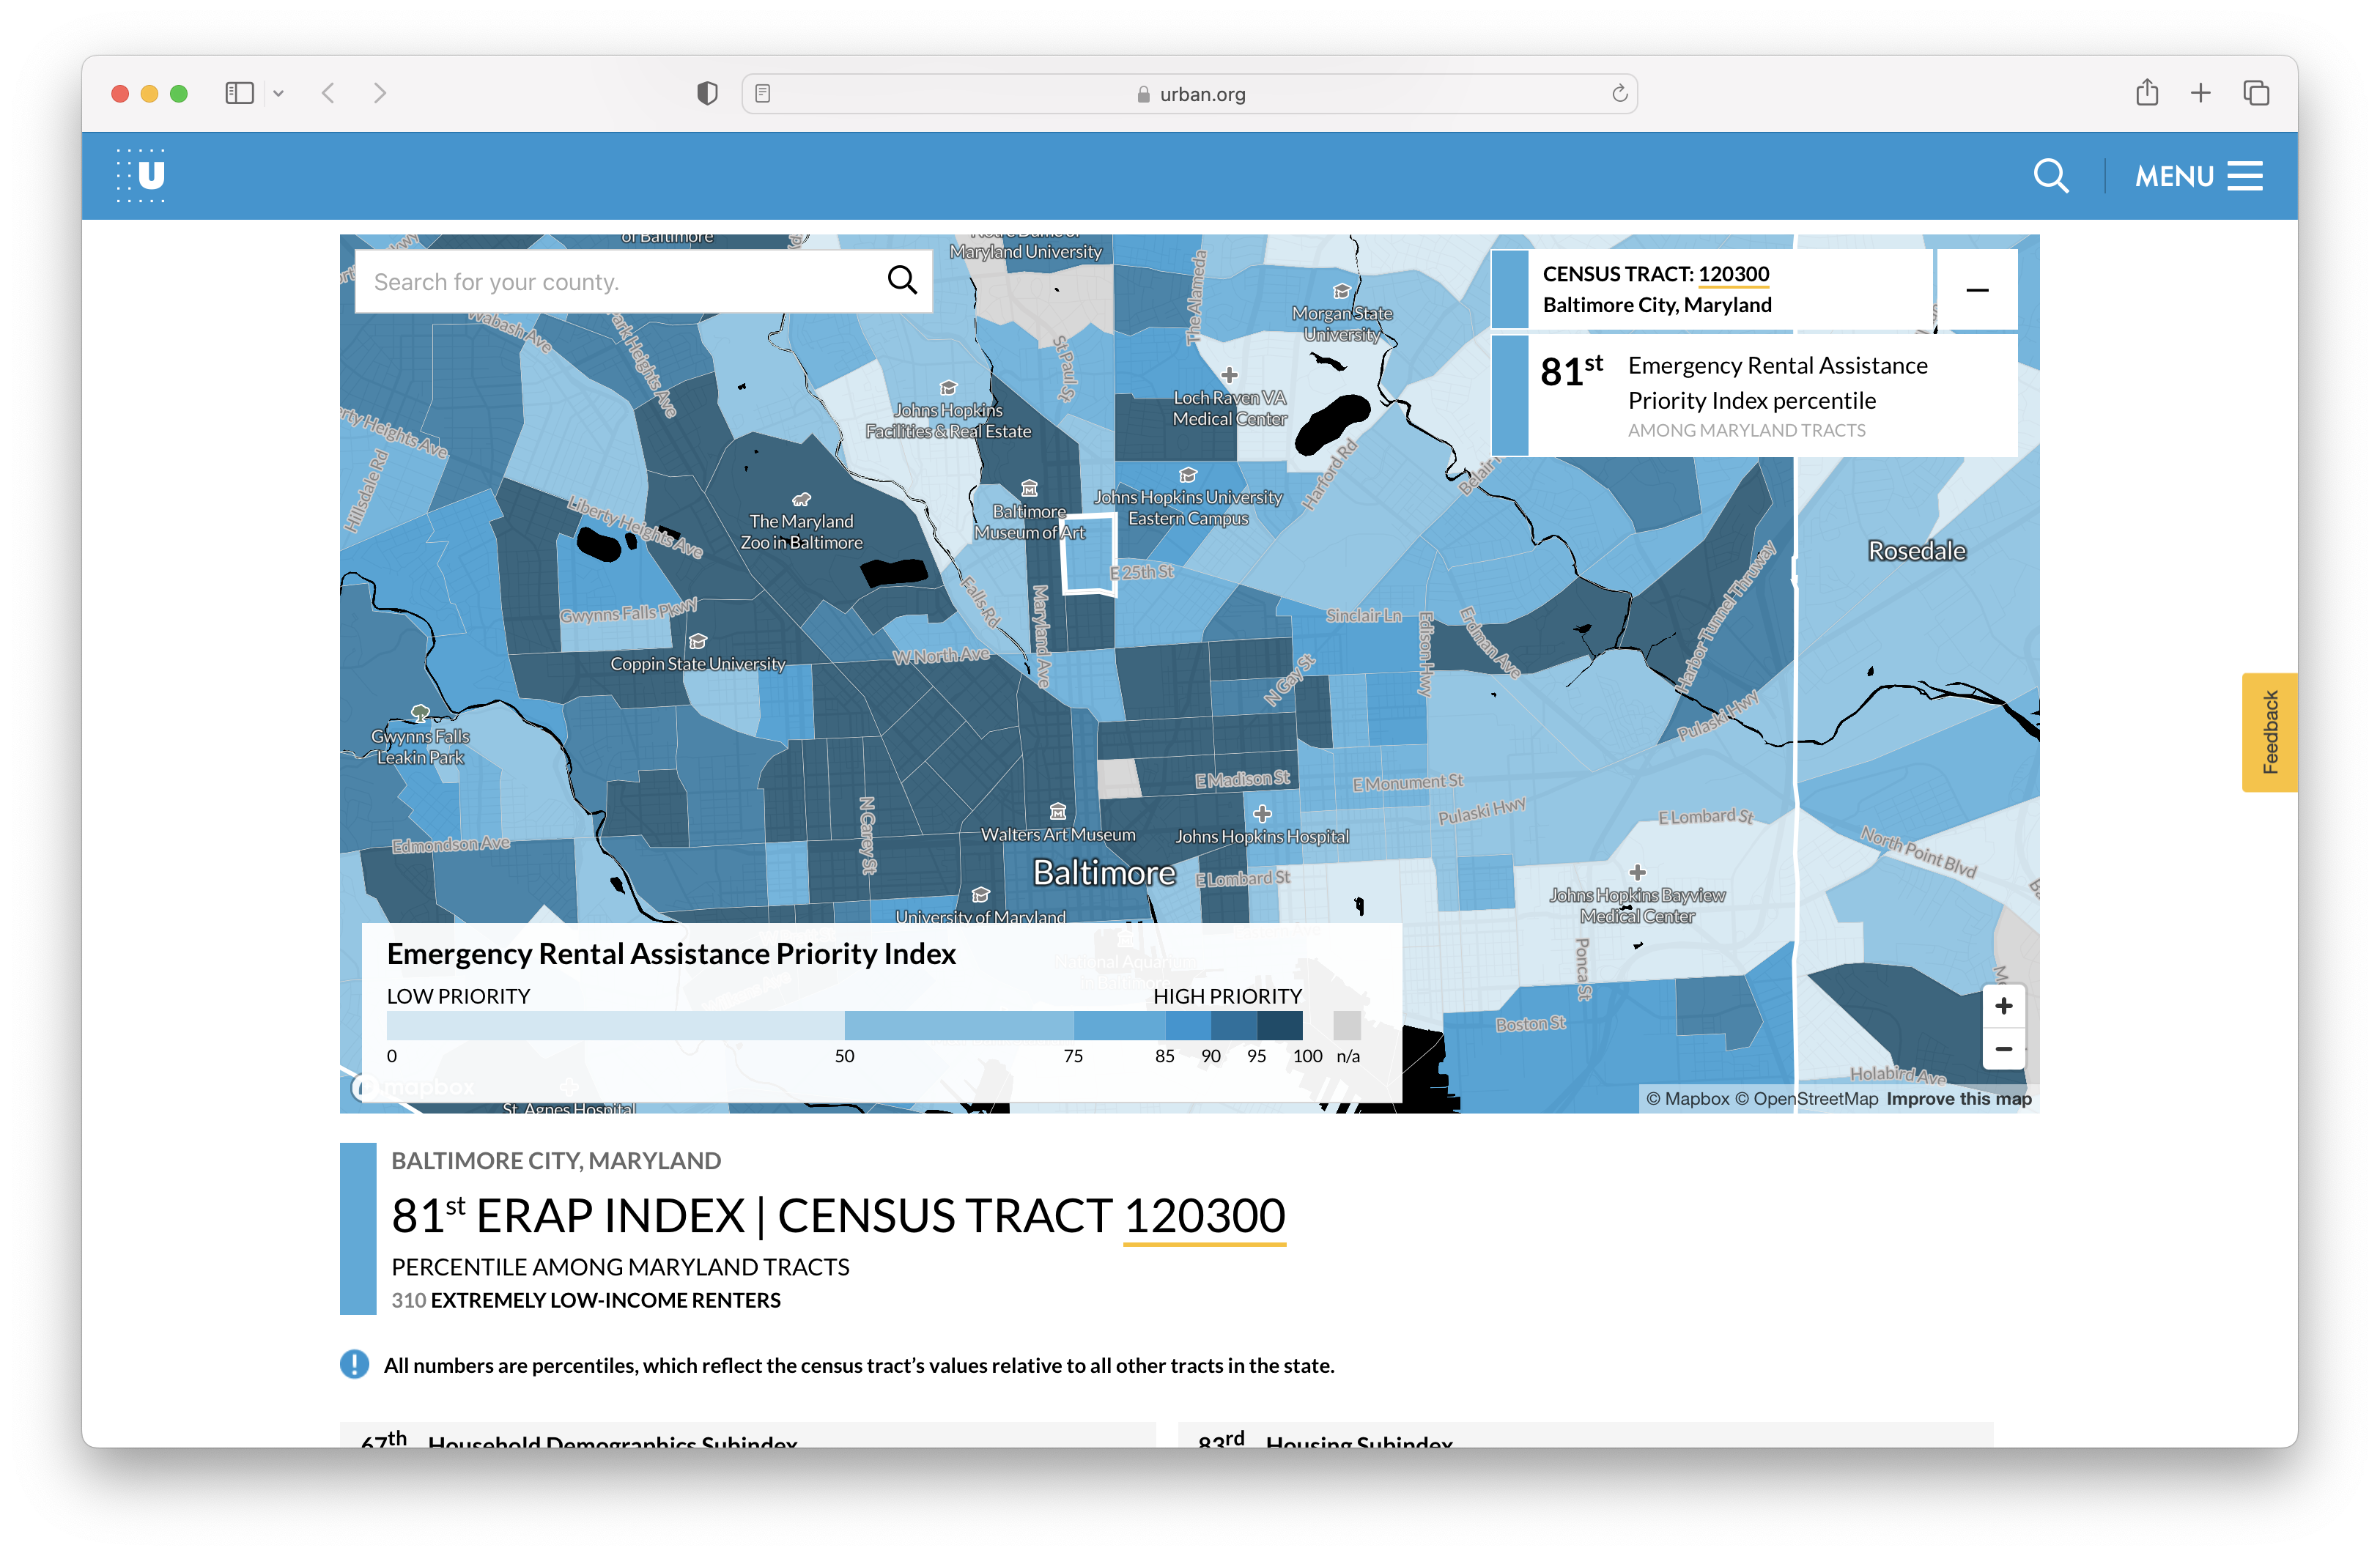 urban.org
U
MENU
of Baltimore
Notre Dame of
Maryland University
Search for your county.
CENSUS TRACT: 120300
Baltimore City, Maryland
81st Emergency Rental Assistance
Priority Index percentile
AMONG MARYLAND TRACTS
Wabash Ave
Park Heights Ave
St Paul St
The Alameda
Morgan State
University
Johns Hopkins
Facilities & Real Estate
Loch Raven VA
Medical Center
Liberty Heights Ave
Hillsdale Rd
Harford Rd
The Maryland
Zoo in Baltimore
Baltimore
Museum of Art
Johns Hopkins University
Eastern Campus
Rosedale
Liberty Heights Ave
E 25th St
Gwynns Falls Pkwy
Falls Rd
Maryland Ave
Sinclair Ln
Edison Hwy
Erdman Ave
Harbor Tunnel Thruway
Coppin State University
W North Ave
N Gay St
Pulaski Hwy
Gwynns Falls
Leakin Park
E Madison St
E Monument St
Pulaski Hwy
Edmondson Ave
N Carey St
Walters Art Museum
Johns Hopkins Hospital
E Lombard St
North Point Blvd
Baltimore
E Lombard St
Johns Hopkins Bayview
Medical Center
University of Maryland
Ponca St
Boston St
Holabird Ave
National Aquarium
Emergency Rental Assistance Priority Index
LOW PRIORITY HIGH PRIORITY
0 50 75 85 90 95 100 n/a
mapbox
St. Agnes Hospital
© Mapbox © OpenStreetMap Improve this map
Feedback
BALTIMORE CITY, MARYLAND
81st ERAP INDEX | CENSUS TRACT 120300
PERCENTILE AMONG MARYLAND TRACTS
310 EXTREMELY LOW-INCOME RENTERS
All numbers are percentiles, which reflect the census tract’s values relative to all other tracts in the state.
67th Household Demographics Subindex
83rd Housing Subindex